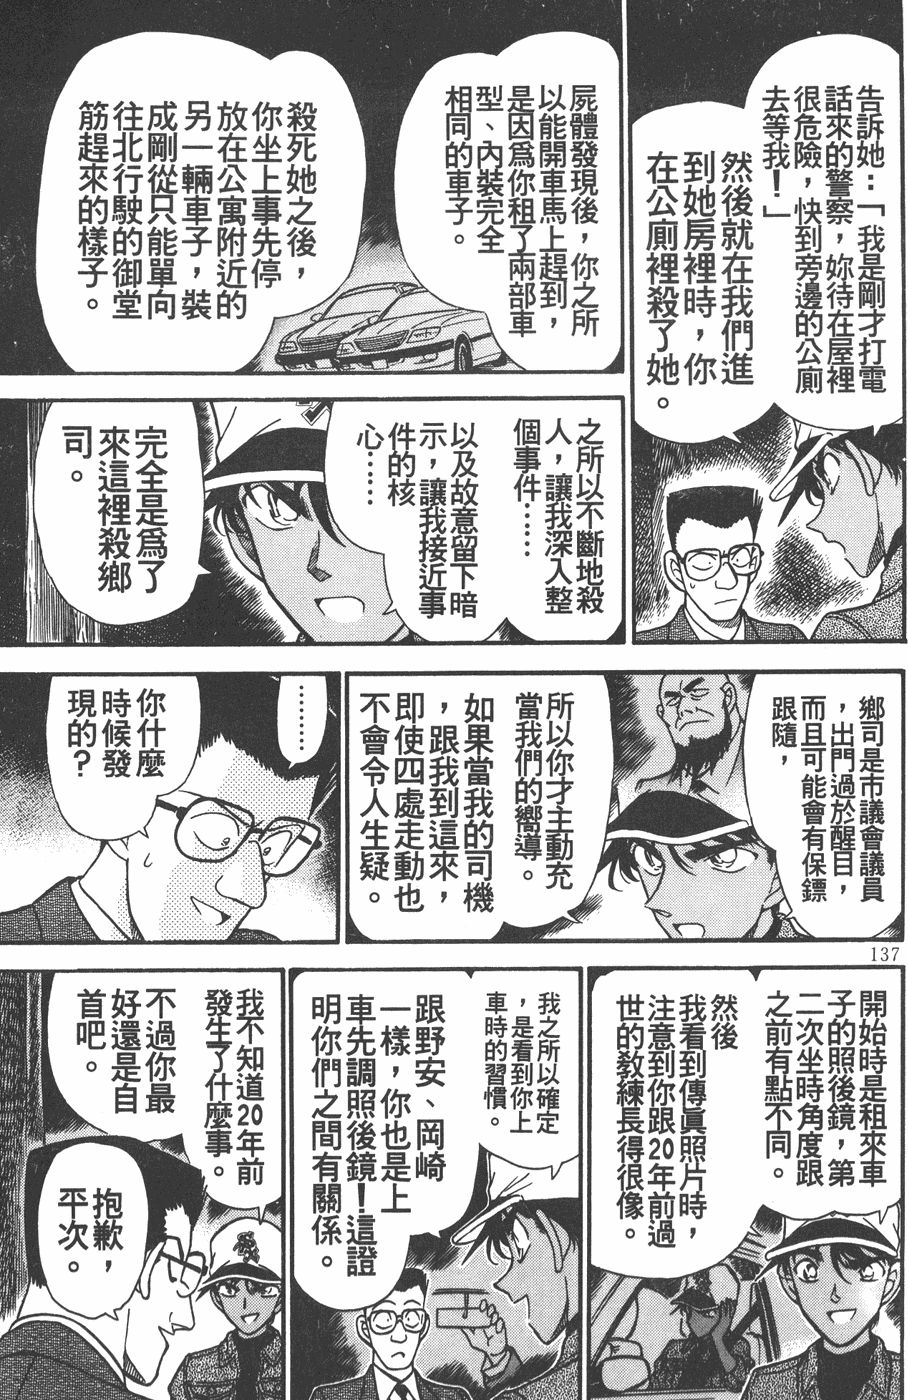 告訴她：「我是剛才打電
話來的警察，妳待在屋裡
很危險，快到旁邊的公廁
去等我！」
然後就在我們進
到她房裡時，你
在公廁裡殺了她。
屍體發現後，你之所
以能開車馬上趕到，
是因為你租了兩部車
型、內裝完全
相同的車子。
殺死她之後，
你坐上事先停
放在公寓附近的
另一輛車子，裝
成剛從只能單向
往北行駛的御堂
筋趕來的樣子。
之所以不斷地殺
人，讓我深入整
個事件……
以及故意留下暗
示，讓我接近事
件的核
心……
完全是為了
來這裡殺鄉
司。
鄉司是市議會議員
，出門過於醒目，
而且可能會有保鏢
跟隨，
所以你才主動充
當我們的嚮導。
如果當我的司機
，跟我到這來，
即使四處走動也
不會令人生疑。
………
你什麼
時候發
現的？
137
開始時是租來車
子的照後鏡，第
二次坐時角度跟
之前有點不同。
然後
我看到傳真照片時，
注意到你跟20年前過
世的教練長得很像。
我之所以確定
，是看到你上
車時的習慣。
跟野安、岡崎
一樣，你也是上
車先調照後鏡！這證
明你們之間有關係。
我不知道20年前
發生了什麼事。
不過你最
好還是自
首吧。
抱歉，
平次。